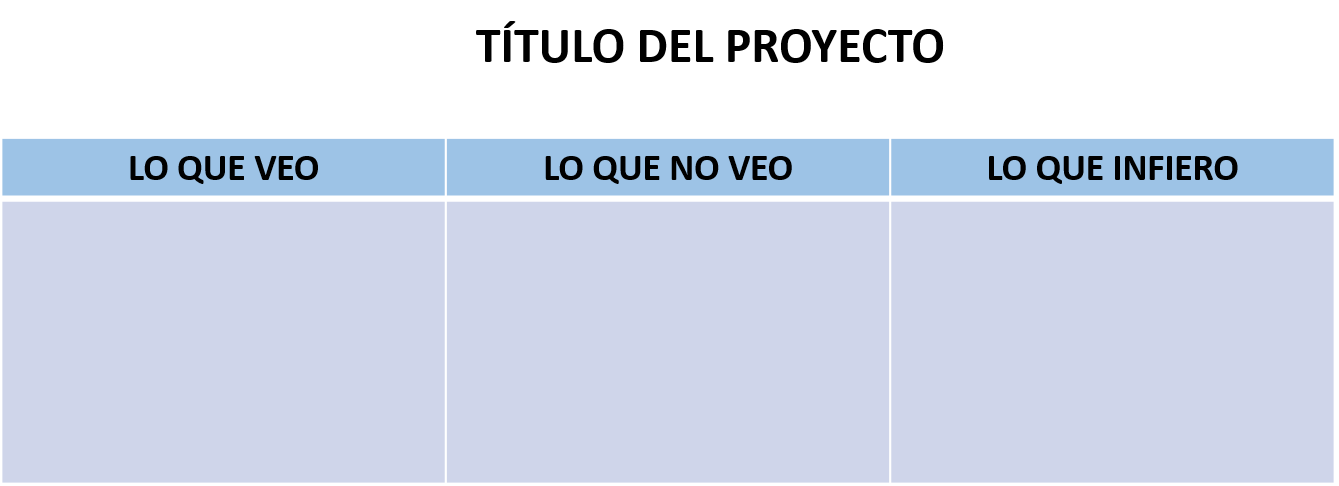 TÍTULO DEL PROYECTO
LO QUE VEO
LO QUE NO VEO
LO QUE INFIERO